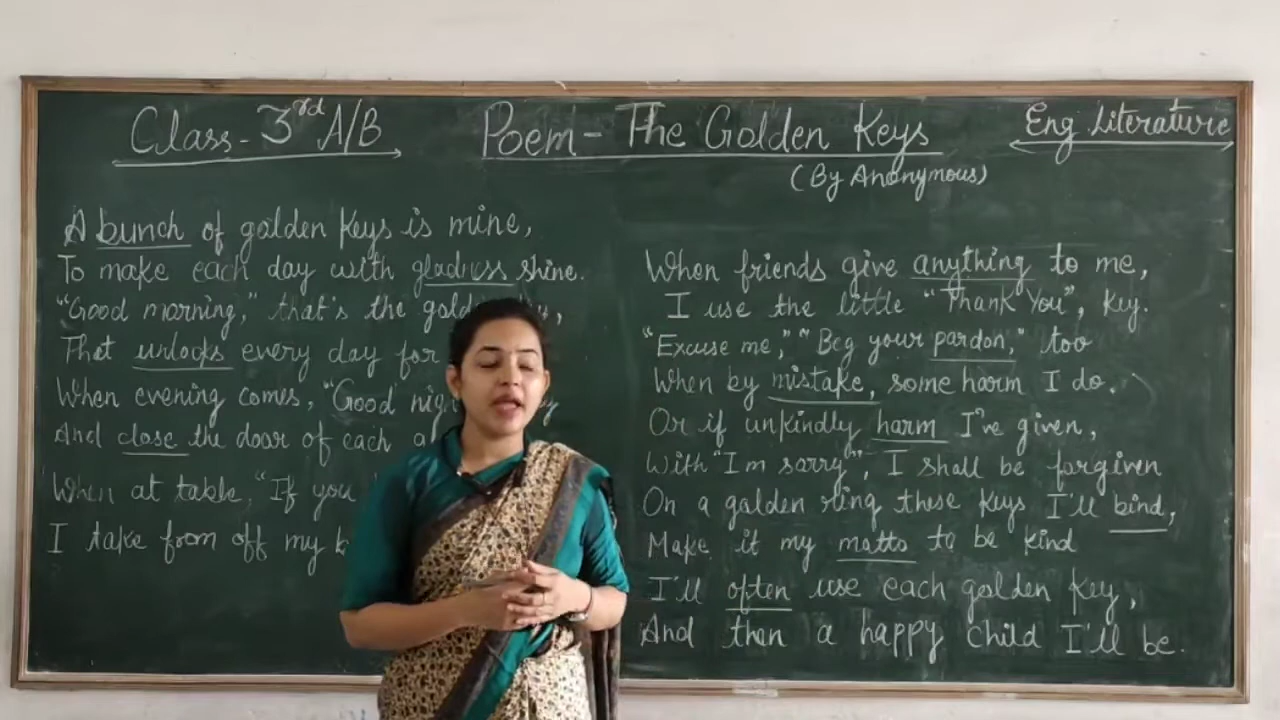 Class - 3rd A/B
Poem - The Golden Keys
Eng Literature
(By Anonymous)
A bunch of golden keys is mine,
To make each day with gladness shine.
"Good morning," that's the
That unlocks every day for
When evening comes, "Good
And close the door of each
When at table, "If you
I take from off my
When friends give anything to me,
I use the little "Thank You", key.
"Excuse me," "Beg your pardon," too
When by mistake, some harm I do.
Or if unkindly harm I've given,
With "I'm sorry", I shall be forgiven
On a golden ring these keys I'll bind,
Make it my motto to be kind
I'll often use each golden key,
And then a happy child I'll be.